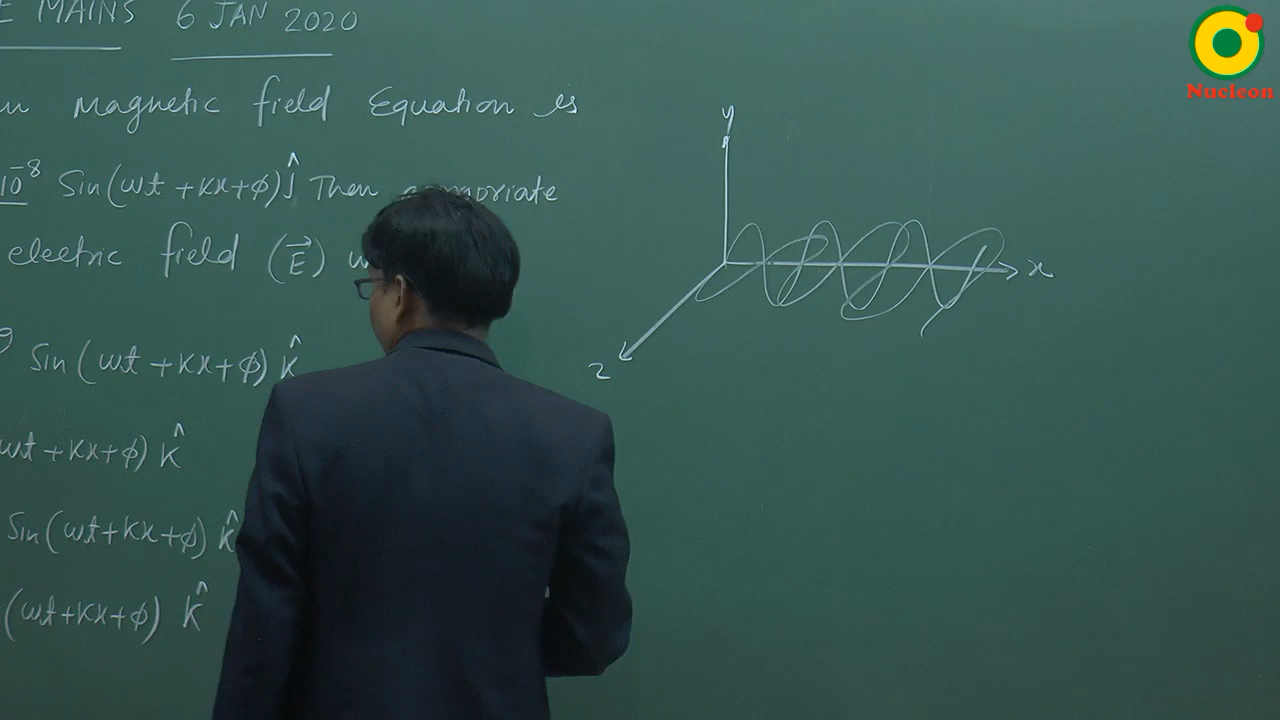 MAINS 6 JAN 2020
Magnetic field Equation is
10⁻⁸ Sin(ωt + Kx + φ) ĵ Then
electric field (E⃗)
Sin (ωt + Kx + φ) k̂
ωt + Kx + φ) k̂
Sin (ωt + Kx + φ) k̂
(ωt + Kx + φ) k̂
y
x
z
Nucleon